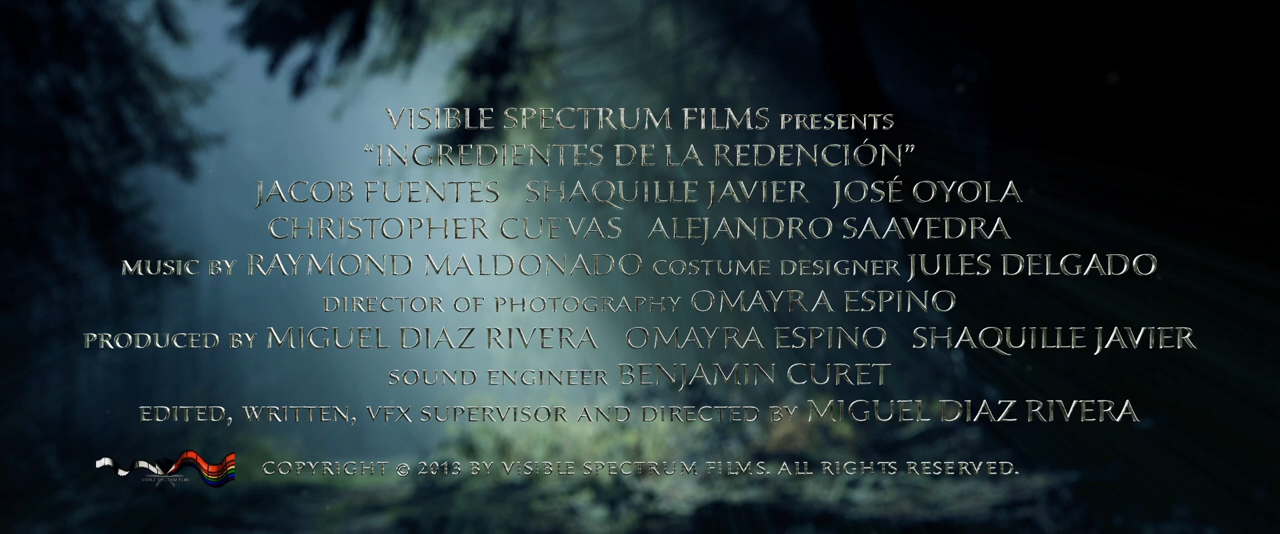 VISIBLE SPECTRUM FILMS PRESENTS
“INGREDIENTES DE LA REDENCIÓN”
JACOB FUENTES SHAQUILLE JAVIER JOSÉ OYOLA
CHRISTOPHER CUEVAS ALEJANDRO SAAVEDRA
MUSIC BY RAYMOND MALDONADO COSTUME DESIGNER JULES DELGADO
DIRECTOR OF PHOTOGRAPHY OMAYRA ESPINO
PRODUCED BY MIGUEL DIAZ RIVERA OMAYRA ESPINO SHAQUILLE JAVIER
SOUND ENGINEER BENJAMIN CURET
EDITED, WRITTEN, VFX SUPERVISOR AND DIRECTED BY MIGUEL DIAZ RIVERA
VISIBLE SPECTRUM FILMS
COPYRIGHT © 2013 BY VISIBLE SPECTRUM FILMS. ALL RIGHTS RESERVED.